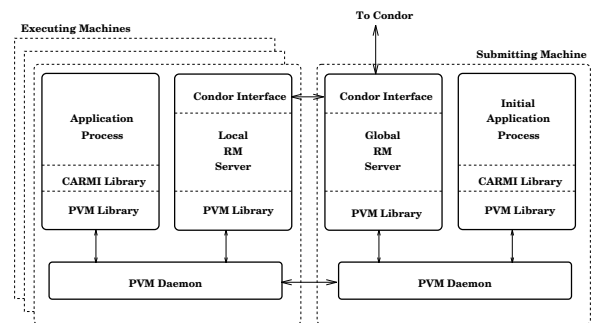 To Condor
Executing Machines
Submitting Machine
Application
Process
CARMI Library
PVM Library
Condor Interface
Local
RM
Server
PVM Library
Condor Interface
Global
RM
Server
PVM Library
Initial
Application
Process
CARMI Library
PVM Library
PVM Daemon
PVM Daemon